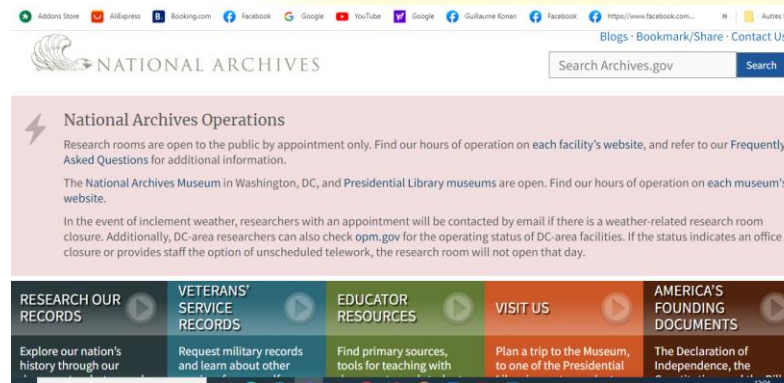 Addons Store AliExpress Booking.com Facebook Google YouTube Google Guillaume Konan Facebook https://www.facebook.com... » Autres
Blogs · Bookmark/Share · Contact Us
NATIONAL ARCHIVES
Search Archives.gov Search
National Archives Operations
Research rooms are open to the public by appointment only. Find our hours of operation on each facility's website, and refer to our Frequently
Asked Questions for additional information.
The National Archives Museum in Washington, DC, and Presidential Library museums are open. Find our hours of operation on each museum's
website.
In the event of inclement weather, researchers with an appointment will be contacted by email if there is a weather-related research room
closure. Additionally, DC-area researchers can also check opm.gov for the operating status of DC-area facilities. If the status indicates an office
closure or provides staff the option of unscheduled telework, the research room will not open that day.
RESEARCH OUR
RECORDS
VETERANS'
SERVICE
RECORDS
EDUCATOR
RESOURCES
VISIT US
AMERICA'S
FOUNDING
DOCUMENTS
Explore our nation's
history through our
Request military records
and learn about other
Find primary sources,
tools for teaching with
Plan a trip to the Museum,
to one of the Presidential
The Declaration of
Independence, the